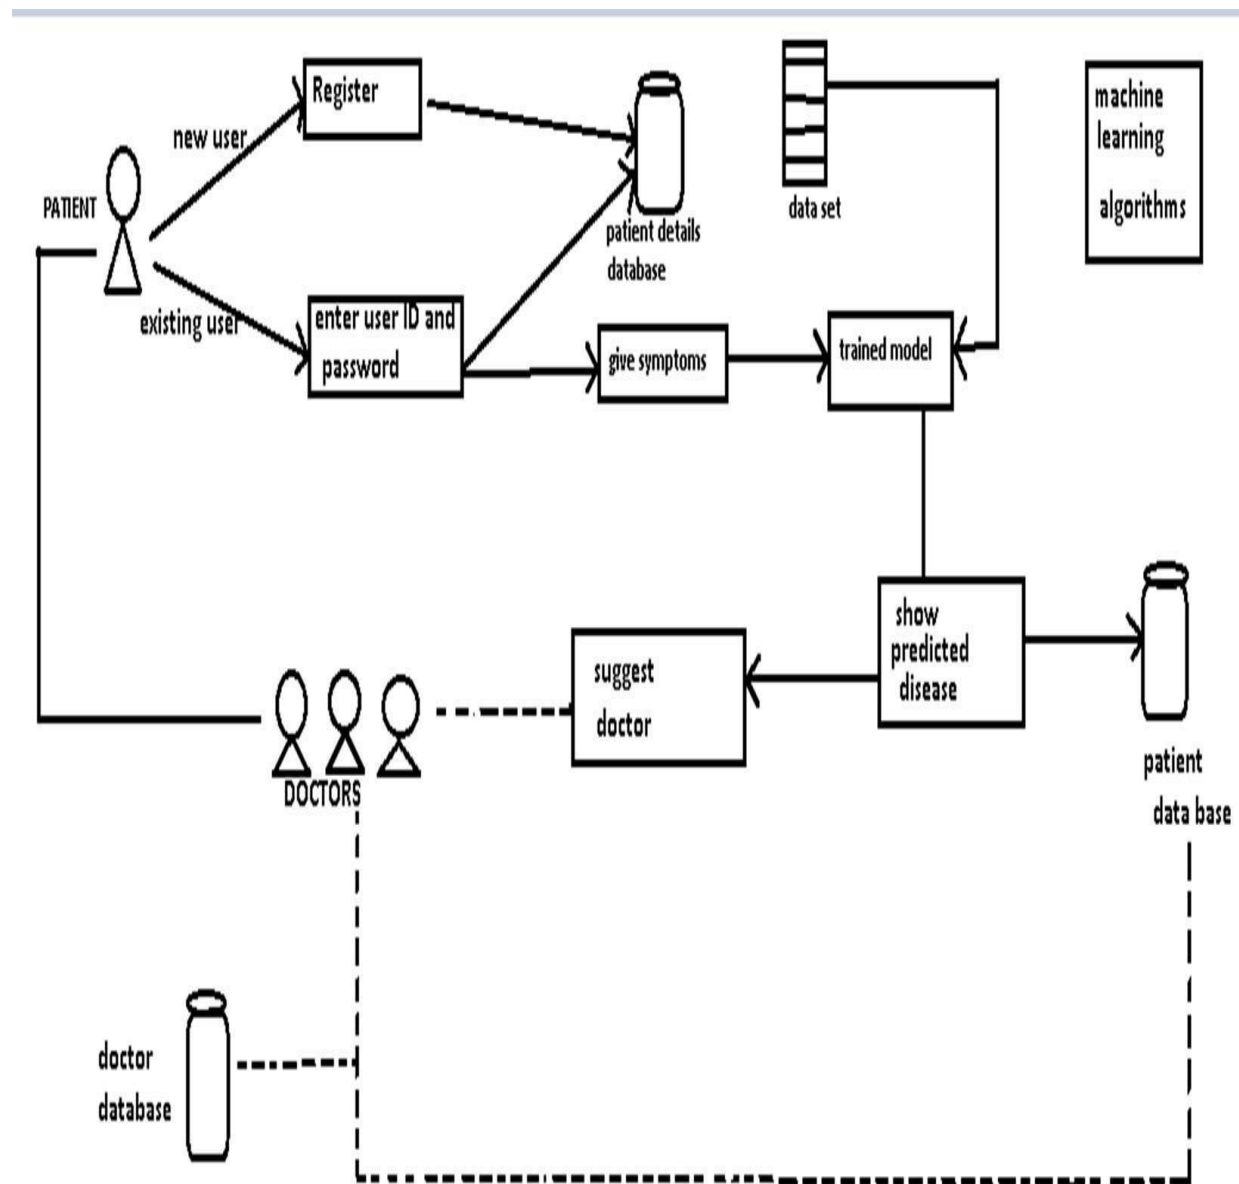 Register
new user
PATIENT
existing user
enter user ID and
password
patient details
database
give symptoms
data set
trained model
machine
learning
algorithms
show
predicted
disease
suggest
doctor
DOCTORS
patient
data base
doctor
database